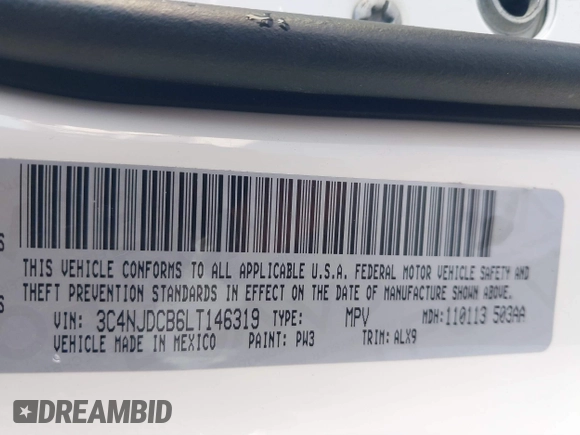 THIS VEHICLE CONFORMS TO ALL APPLICABLE U.S.A. FEDERAL MOTOR VEHICLE SAFETY AND
THEFT PREVENTION STANDARDS IN EFFECT ON THE DATE OF MANUFACTURE SHOWN ABOVE.
VIN: 3C4NJDCB6LT146319 TYPE: MPV MDH:110113 503AA
VEHICLE MADE IN MEXICO PAINT: PW3 TRIM: ALX9
DREAMBID